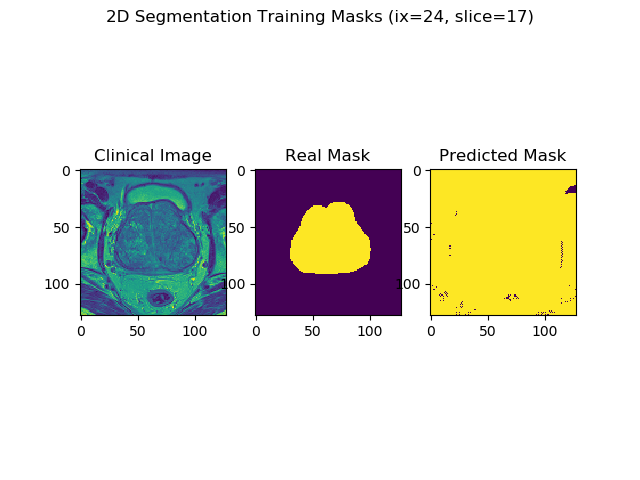 2D Segmentation Training Masks (ix=24, slice=17)
Clinical Image Real Mask Predicted Mask
0 0 0
50 50 50
100 100 100
0 50 100 0 50 100 0 50 100